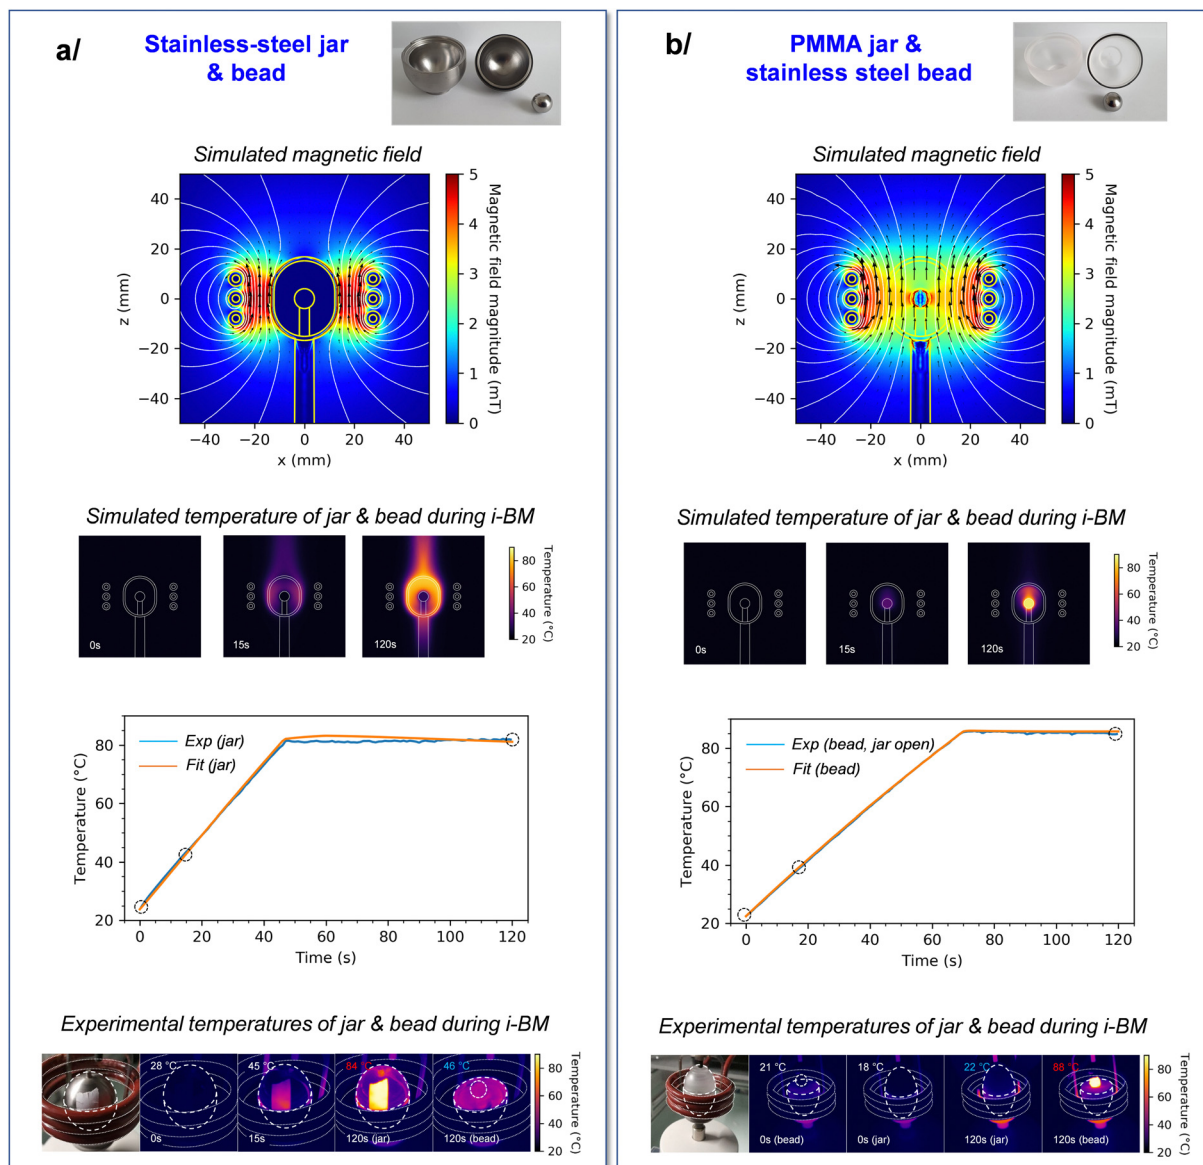 a/
Stainless-steel jar
& bead
Simulated magnetic field
40
20
0
−20
−40
z (mm)
−40 −20 0 20 40
x (mm)
5
4
3
2
1
0
Magnetic field magnitude (mT)
Simulated temperature of jar & bead during i-BM
0s
15s
120s
80
60
40
20
Temperature (°C)
80
60
40
20
Temperature (°C)
Exp (jar)
Fit (jar)
0 20 40 60 80 100 120
Time (s)
Experimental temperatures of jar & bead during i-BM
28 °C
45 °C
84 °C
46 °C
0s
15s
120s (jar)
120s (bead)
80
60
40
20
Temperature (°C)
b/
PMMA jar &
stainless steel bead
Simulated magnetic field
40
20
0
−20
−40
z (mm)
−40 −20 0 20 40
x (mm)
5
4
3
2
1
0
Magnetic field magnitude (mT)
Simulated temperature of jar & bead during i-BM
0s
15s
120s
80
60
40
20
Temperature (°C)
80
60
40
20
Temperature (°C)
Exp (bead, jar open)
Fit (bead)
0 20 40 60 80 100 120
Time (s)
Experimental temperatures of jar & bead during i-BM
21 °C
18 °C
22 °C
88 °C
0s (bead)
0s (jar)
120s (jar)
120s (bead)
80
60
40
20
Temperature (°C)